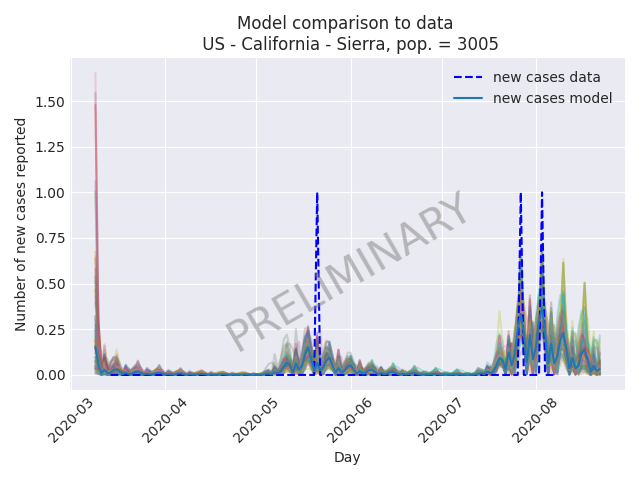 Model comparison to data
US - California - Sierra, pop. = 3005
new cases data
new cases model
Number of new cases reported
1.50
1.25
1.00
0.75
0.50
0.25
0.00
PRELIMINARY
2020-03
2020-04
2020-05
2020-06
2020-07
2020-08
Day